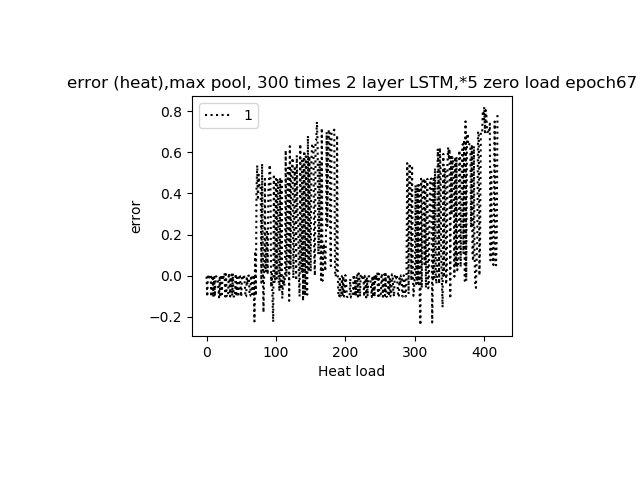 error (heat),max pool, 300 times 2 layer LSTM,*5 zero load epoch67
1
0.8
0.6
0.4
0.2
0.0
−0.2
error
0 100 200 300 400
Heat load